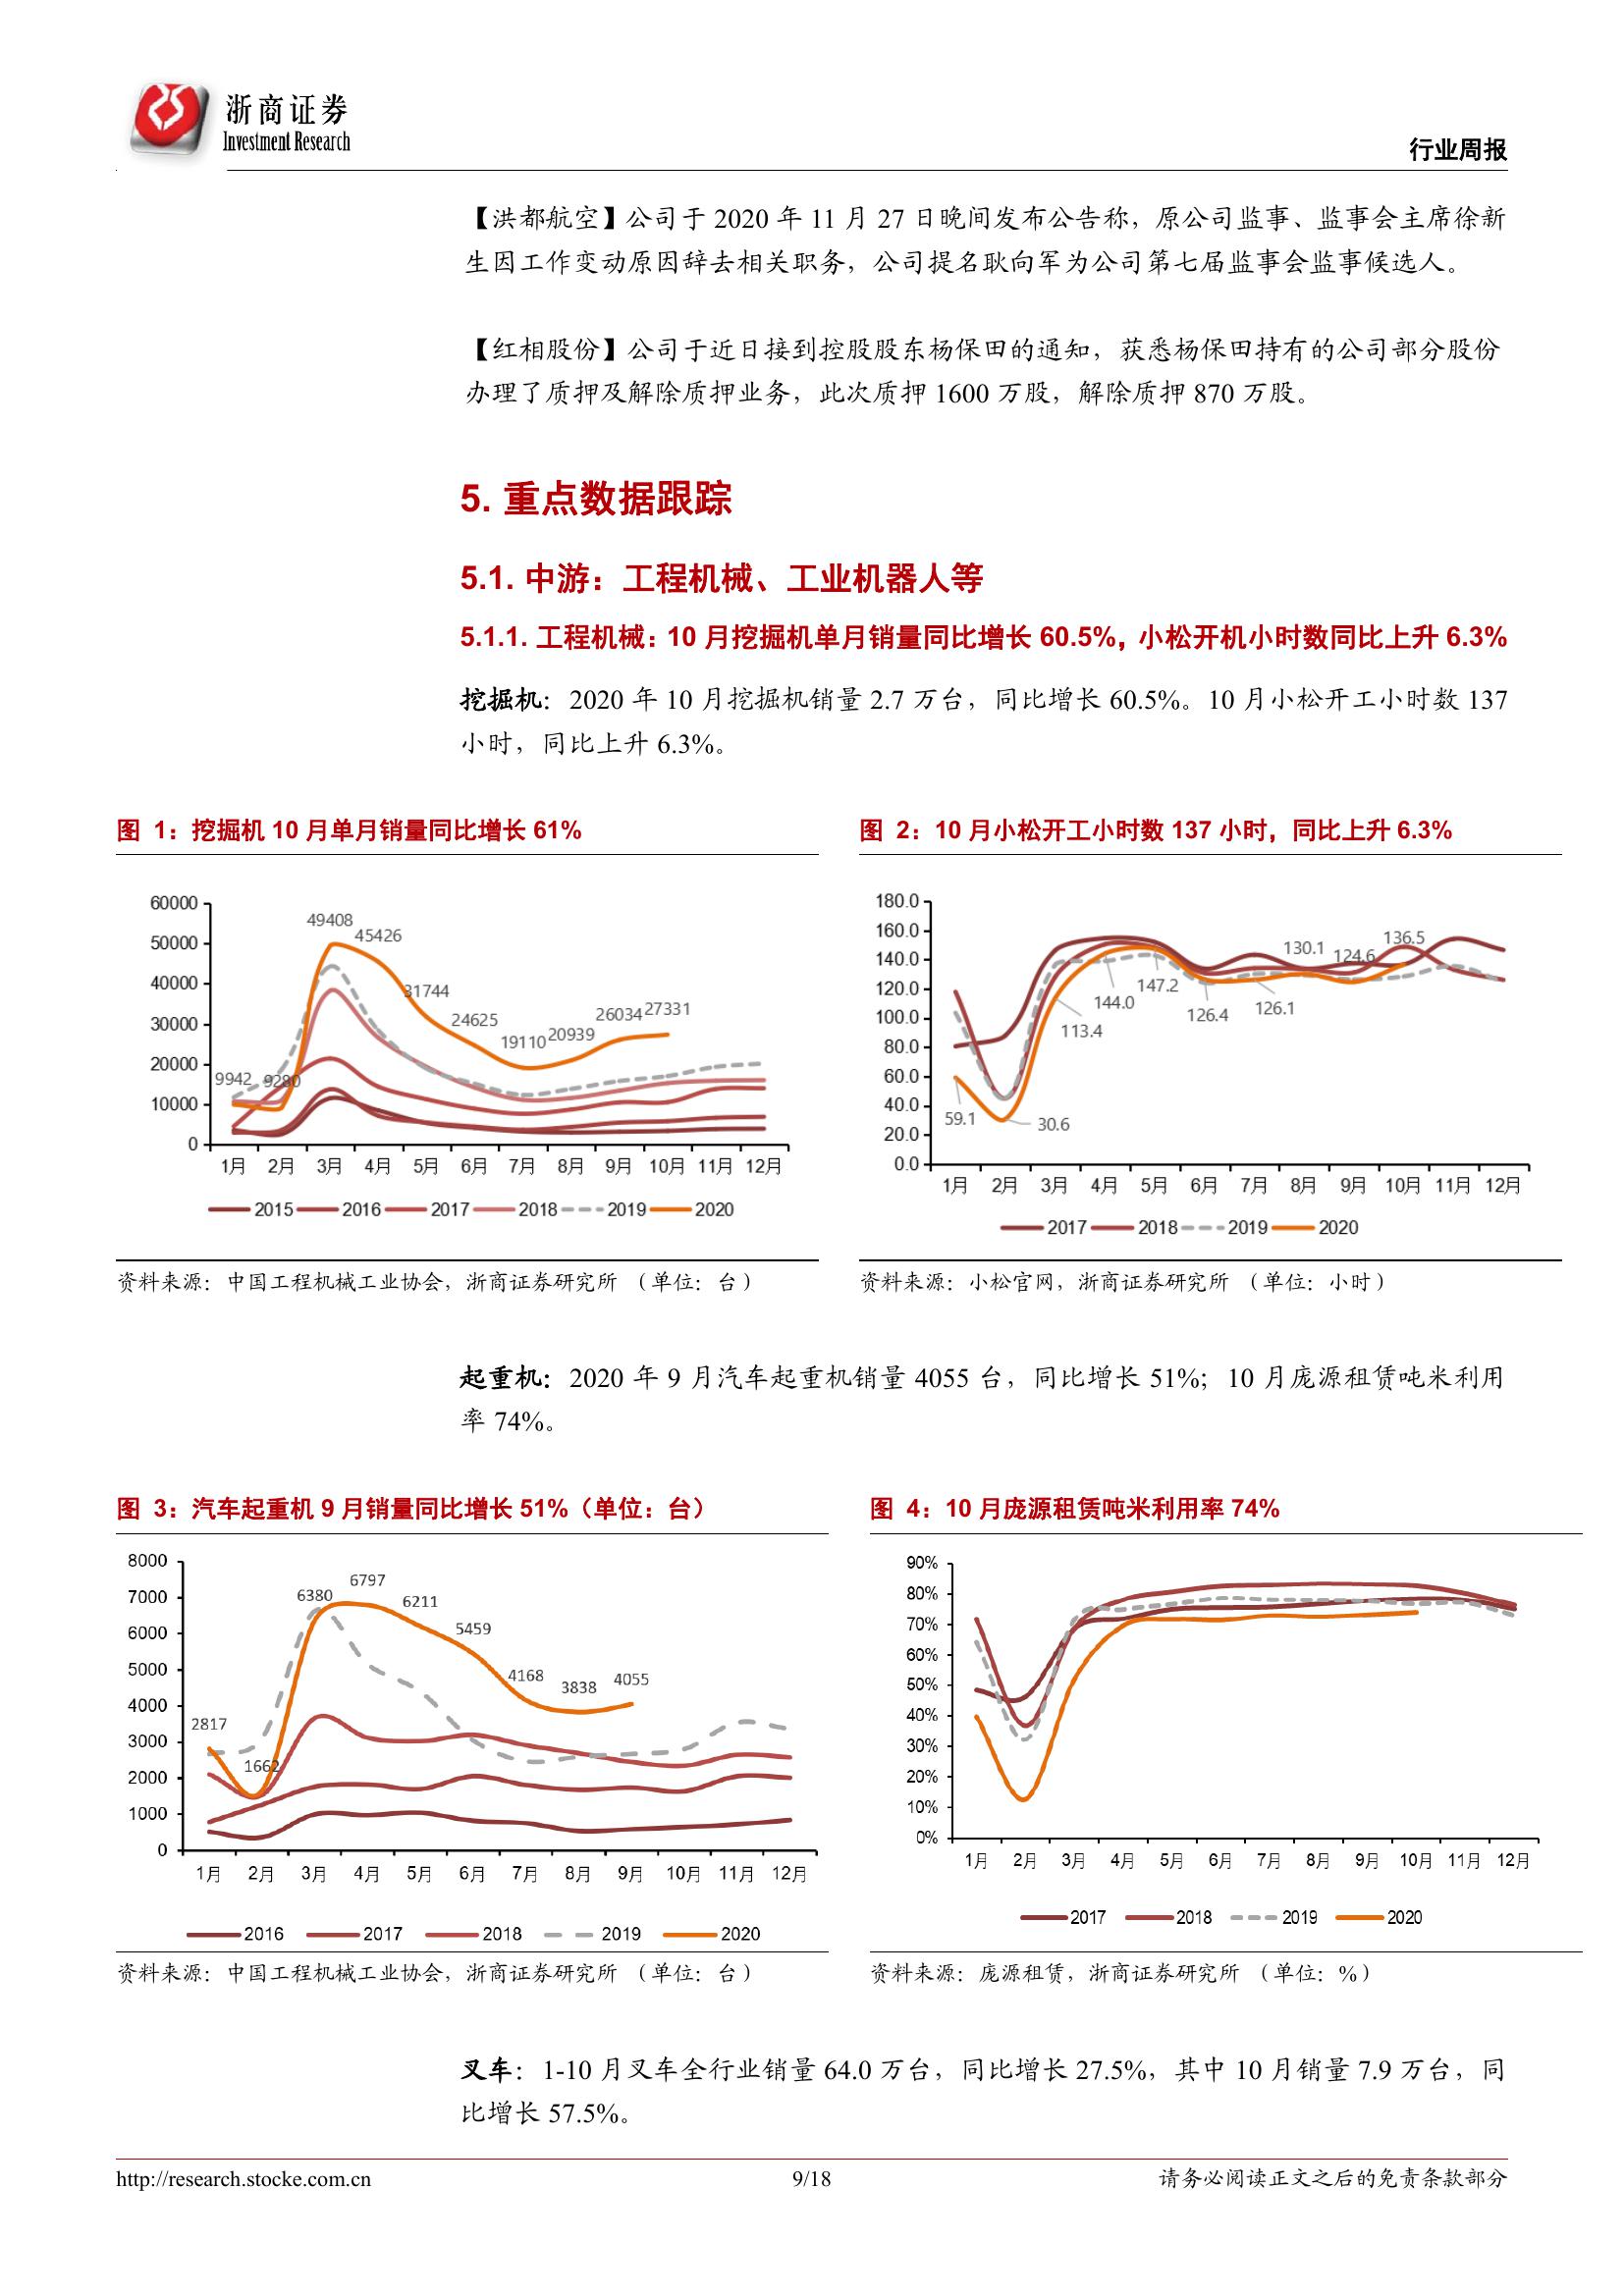 浙商证券
Investment Research
行业周报
【洪都航空】公司于 2020 年 11 月 27 日晚间发布公告称，原公司监事、监事会主席徐新
生因工作变动原因辞去相关职务，公司提名耿向军为公司第七届监事会监事候选人。
【红相股份】公司于近日接到控股股东杨保田的通知，获悉杨保田持有的公司部分股份
办理了质押及解除质押业务，此次质押 1600 万股，解除质押 870 万股。
5. 重点数据跟踪
5.1. 中游：工程机械、工业机器人等
5.1.1. 工程机械：10 月挖掘机单月销量同比增长 60.5%，小松开机小时数同比上升 6.3%
挖掘机：2020 年 10 月挖掘机销量 2.7 万台，同比增长 60.5%。10 月小松开工小时数 137
小时，同比上升 6.3%。
图 1：挖掘机 10 月单月销量同比增长 61%
60000
50000
40000
30000
20000
10000
0
9942
9280
49408
45426
31744
24625
19110
20939
26034
27331
1月 2月 3月 4月 5月 6月 7月 8月 9月 10月 11月 12月
2015 2016 2017 2018 2019 2020
资料来源：中国工程机械工业协会，浙商证券研究所 （单位：台）
图 2：10 月小松开工小时数 137 小时，同比上升 6.3%
180.0
160.0
140.0
120.0
100.0
80.0
60.0
40.0
20.0
0.0
59.1
30.6
113.4
144.0
147.2
126.4
126.1
130.1
124.6
136.5
1月 2月 3月 4月 5月 6月 7月 8月 9月 10月 11月 12月
2017 2018 2019 2020
资料来源：小松官网，浙商证券研究所 （单位：小时）
起重机：2020 年 9 月汽车起重机销量 4055 台，同比增长 51%；10 月庞源租赁吨米利用
率 74%。
图 3：汽车起重机 9 月销量同比增长 51%（单位：台）
8000
7000
6000
5000
4000
3000
2000
1000
0
2817
1662
6380
6797
6211
5459
4168
3838
4055
1月 2月 3月 4月 5月 6月 7月 8月 9月 10月 11月 12月
2016 2017 2018 2019 2020
资料来源：中国工程机械工业协会，浙商证券研究所 （单位：台）
图 4：10 月庞源租赁吨米利用率 74%
90%
80%
70%
60%
50%
40%
30%
20%
10%
0%
1月 2月 3月 4月 5月 6月 7月 8月 9月 10月 11月 12月
2017 2018 2019 2020
资料来源：庞源租赁，浙商证券研究所 （单位：%）
叉车：1-10 月叉车全行业销量 64.0 万台，同比增长 27.5%，其中 10 月销量 7.9 万台，同
比增长 57.5%。
http://research.stocke.com.cn
9/18
请务必阅读正文之后的免责条款部分